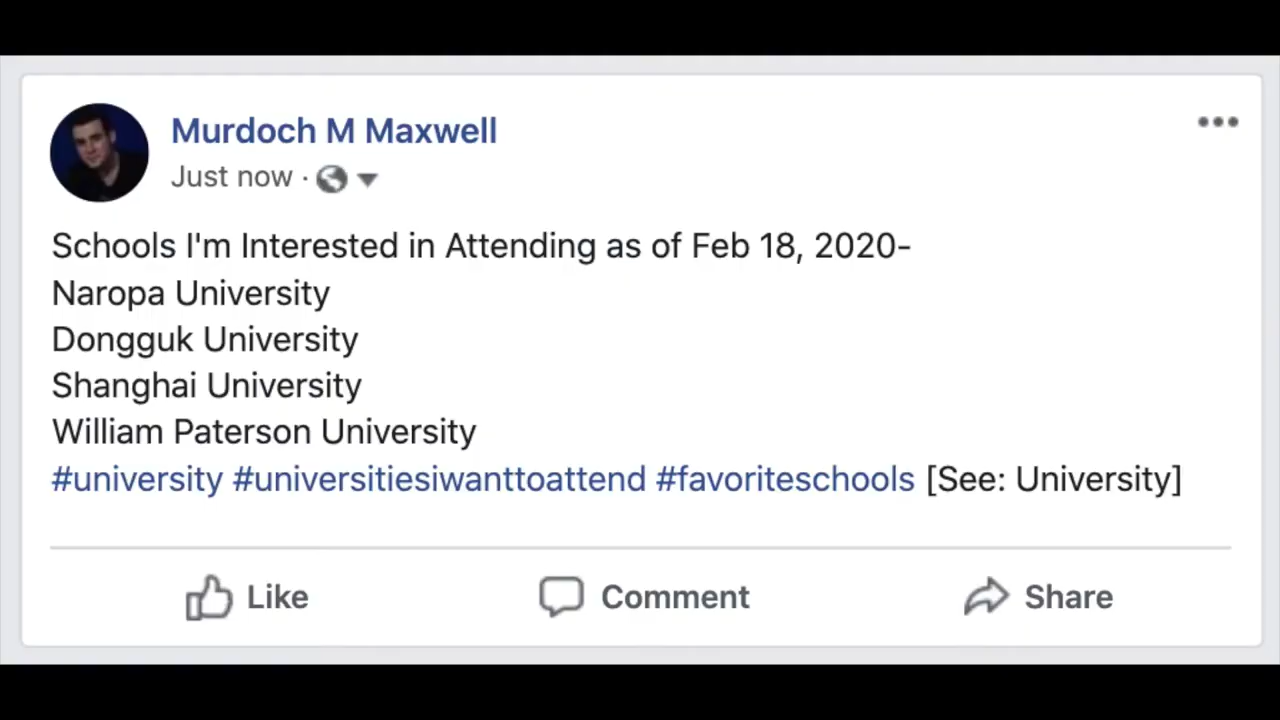 Murdoch M Maxwell
Just now ·
Schools I'm Interested in Attending as of Feb 18, 2020-
Naropa University
Dongguk University
Shanghai University
William Paterson University
#university #universitiesiwanttoattend #favoriteschools [See: University]
Like Comment Share